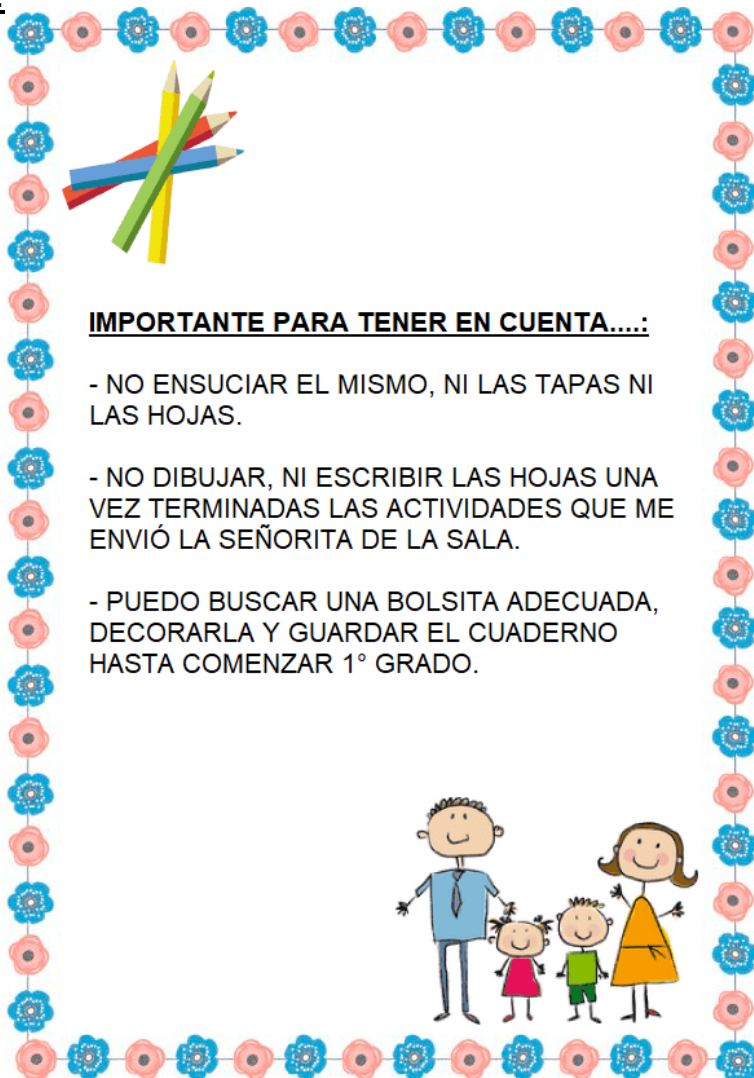 IMPORTANTE PARA TENER EN CUENTA....:
- NO ENSUCIAR EL MISMO, NI LAS TAPAS NI
LAS HOJAS.
- NO DIBUJAR, NI ESCRIBIR LAS HOJAS UNA
VEZ TERMINADAS LAS ACTIVIDADES QUE ME
ENVIÓ LA SEÑORITA DE LA SALA.
- PUEDO BUSCAR UNA BOLSITA ADECUADA,
DECORARLA Y GUARDAR EL CUADERNO
HASTA COMENZAR 1° GRADO.